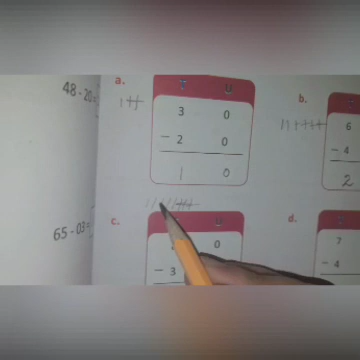 48-20=
a.
T U
3 0
- 2 0
1 0
b.
6
- 4
2
65-03=
c.
U
0
- 3
d.
7
- 4